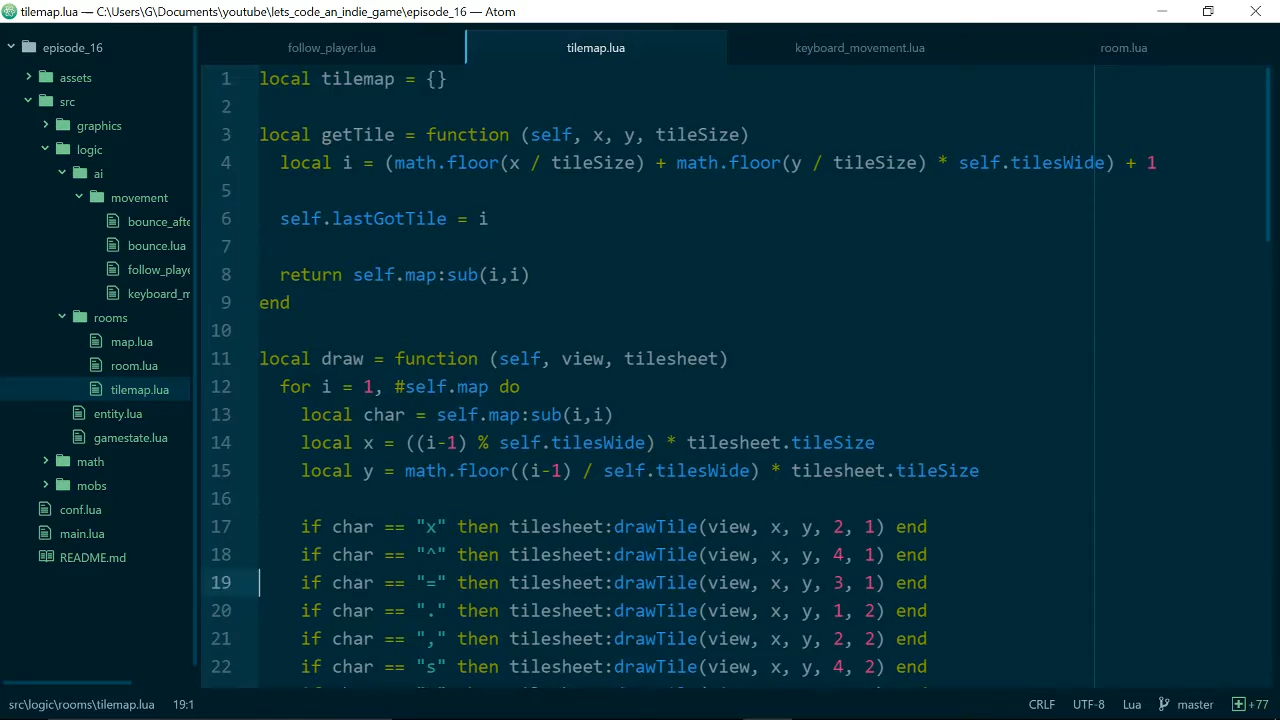 tilemap.lua — C:\Users\G\Documents\youtube\lets_code_an_indie_game\episode_16 — Atom
episode_16
assets
src
graphics
logic
ai
movement
bounce_afte
bounce.lua
follow_playe
keyboard_m
rooms
map.lua
room.lua
tilemap.lua
entity.lua
gamestate.lua
math
mobs
conf.lua
main.lua
README.md
follow_player.lua
tilemap.lua
keyboard_movement.lua
room.lua
1 local tilemap = {}
2
3 local getTile = function (self, x, y, tileSize)
4 local i = (math.floor(x / tileSize) + math.floor(y / tileSize) * self.tilesWide) + 1
5
6 self.lastGotTile = i
7
8 return self.map:sub(i,i)
9 end
10
11 local draw = function (self, view, tilesheet)
12 for i = 1, #self.map do
13 local char = self.map:sub(i,i)
14 local x = ((i-1) % self.tilesWide) * tilesheet.tileSize
15 local y = math.floor((i-1) / self.tilesWide) * tilesheet.tileSize
16
17 if char == "x" then tilesheet:drawTile(view, x, y, 2, 1) end
18 if char == "^" then tilesheet:drawTile(view, x, y, 4, 1) end
19 if char == "=" then tilesheet:drawTile(view, x, y, 3, 1) end
20 if char == "." then tilesheet:drawTile(view, x, y, 1, 2) end
21 if char == "," then tilesheet:drawTile(view, x, y, 2, 2) end
22 if char == "s" then tilesheet:drawTile(view, x, y, 4, 2) end
src\logic\rooms\tilemap.lua 19:1
CRLF UTF-8 Lua master +77